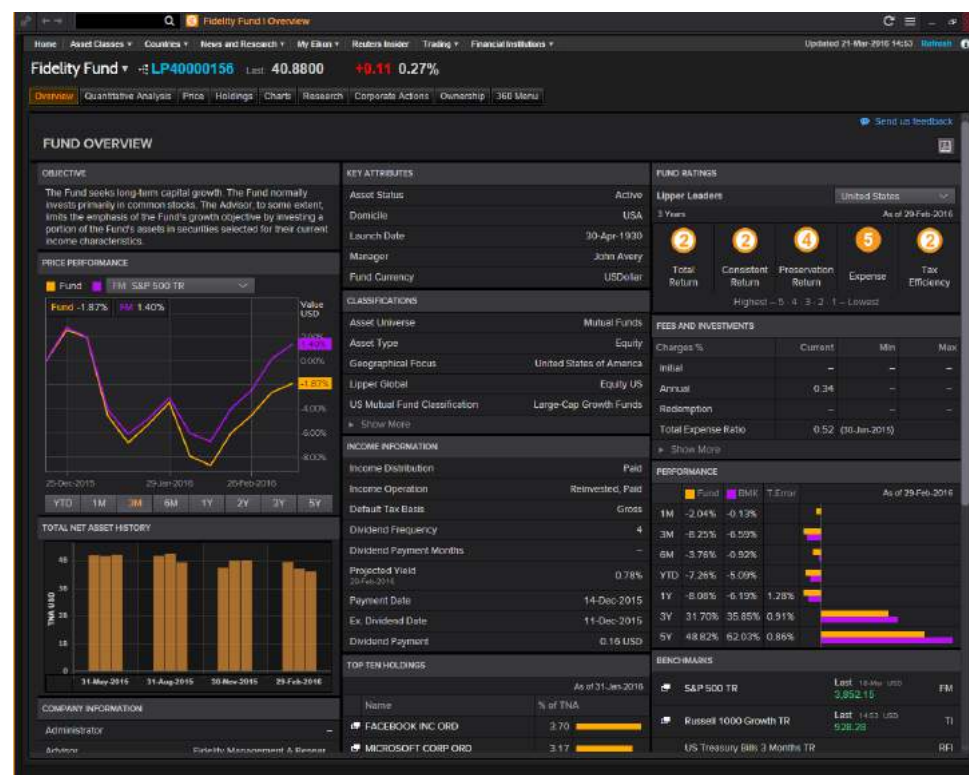 Fidelity Fund | Overview
Home Asset Classes Countries News and Research My Eikon Reuters Insider Trading Financial Institutions Updated 21-Mar-2016 14:53 Refresh
Fidelity Fund LP40000156 Last 40.8800 +0.11 0.27%
Overview Quantitative Analysis Price Holdings Charts Research Corporate Actions Ownership 360 Menu
Send us feedback
FUND OVERVIEW
OBJECTIVE
The Fund seeks long-term capital growth. The Fund normally
invests primarily in common stocks. The Advisor, to some extent,
limits the emphasis of the Fund's growth objective by investing a
portion of the Fund's assets in securities selected for their current
income characteristics.
PRICE PERFORMANCE
Fund FM S&P 500 TR
Fund -1.87% FM 1.40% Value
USD
1.40%
0.00%
-1.87%
-4.00%
-6.00%
-8.00%
25-Dec-2015 29-Jan-2016 26-Feb-2016
YTD 1M 3M 6M 1Y 2Y 3Y 5Y
TOTAL NET ASSET HISTORY
TNA USD
4B
3B
2B
1B
0
31-May-2015 31-Aug-2015 30-Nov-2015 29-Feb-2016
COMPANY INFORMATION
Administrator –
Advisor Fidelity Management &
KEY ATTRIBUTES
Asset Status Active
Domicile USA
Launch Date 30-Apr-1930
Manager John Avery
Fund Currency USDollar
CLASSIFICATIONS
Asset Universe Mutual Funds
Asset Type Equity
Geographical Focus United States of America
Lipper Global Equity US
US Mutual Fund Classification Large-Cap Growth Funds
Show More
INCOME INFORMATION
Income Distribution Paid
Income Operation Reinvested, Paid
Default Tax Basis Gross
Dividend Frequency 4
Dividend Payment Months –
Projected Yield 0.78%
29-Feb-2016
Payment Date 14-Dec-2015
Ex. Dividend Date 11-Dec-2015
Dividend Payment 0.16 USD
TOP TEN HOLDINGS
As of 31-Jan-2016
Name % of TNA
FACEBOOK INC ORD 3.70
MICROSOFT CORP ORD 3.17
FUND RATINGS
Lipper Leaders United States
3 Years As of 29-Feb-2016
2 2 4 5 2
Total Return Consistent Return Preservation Return Expense Tax Efficiency
Highest – 5 · 4 · 3 · 2 · 1 – Lowest
FEES AND INVESTMENTS
Charges % Current Min Max
Initial – – –
Annual 0.34 – –
Redemption – – –
Total Expense Ratio 0.52 (30-Jun-2015)
Show More
PERFORMANCE
Fund BMK T.Error As of 29-Feb-2016
1M -2.04% -0.13%
3M -8.25% -6.59%
6M -3.76% -0.92%
YTD -7.26% -5.09%
1Y -8.08% -6.19% 1.28%
3Y 31.70% 35.85% 0.91%
5Y 48.82% 62.03% 0.86%
BENCHMARKS
S&P 500 TR Last 18-Mar USD FM
3,852.15
Russell 1000 Growth TR Last 14:53 USD TI
928.28
US Treasury Bills 3 Months TR RFI